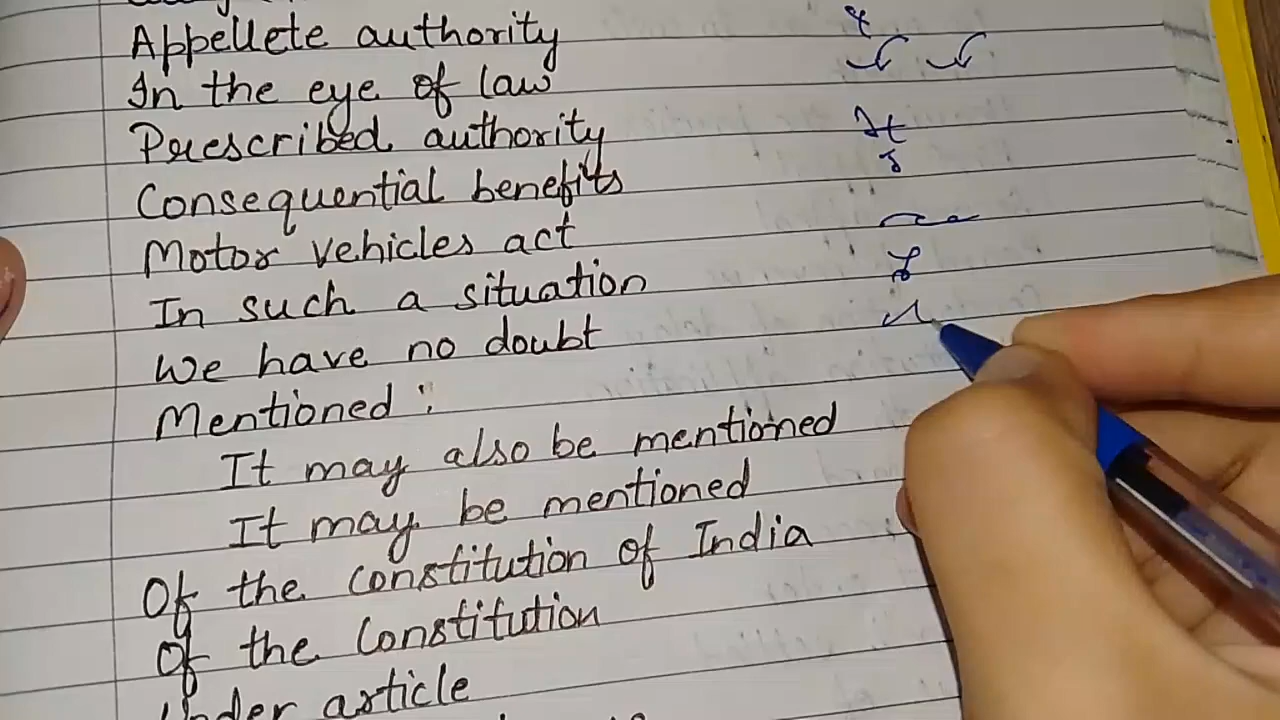 Appellete authority
In the eye of law
Prescribed authority
Consequential benefits
Motor vehicles act
In such a situation
We have no doubt
Mentioned :
It may also be mentioned
It may be mentioned
Of the constitution of India
Of the constitution
Under article